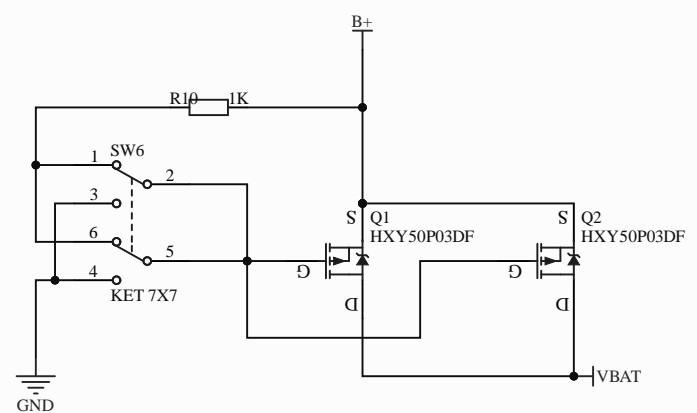 B+
R10 1K
SW6
1
2
3
6
5
4
KET 7X7
GND
S
Q1
HXY50P03DF
G
D
S
Q2
HXY50P03DF
G
D
VBAT